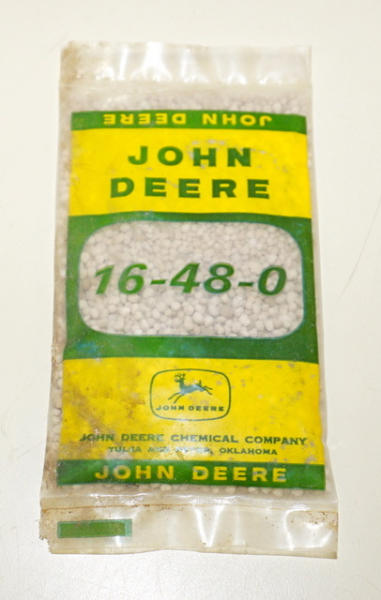 JOHN DEERE
JOHN
DEERE
16-48-0
JOHN DEERE
JOHN DEERE CHEMICAL COMPANY
OKLAHOMA
JOHN DEERE